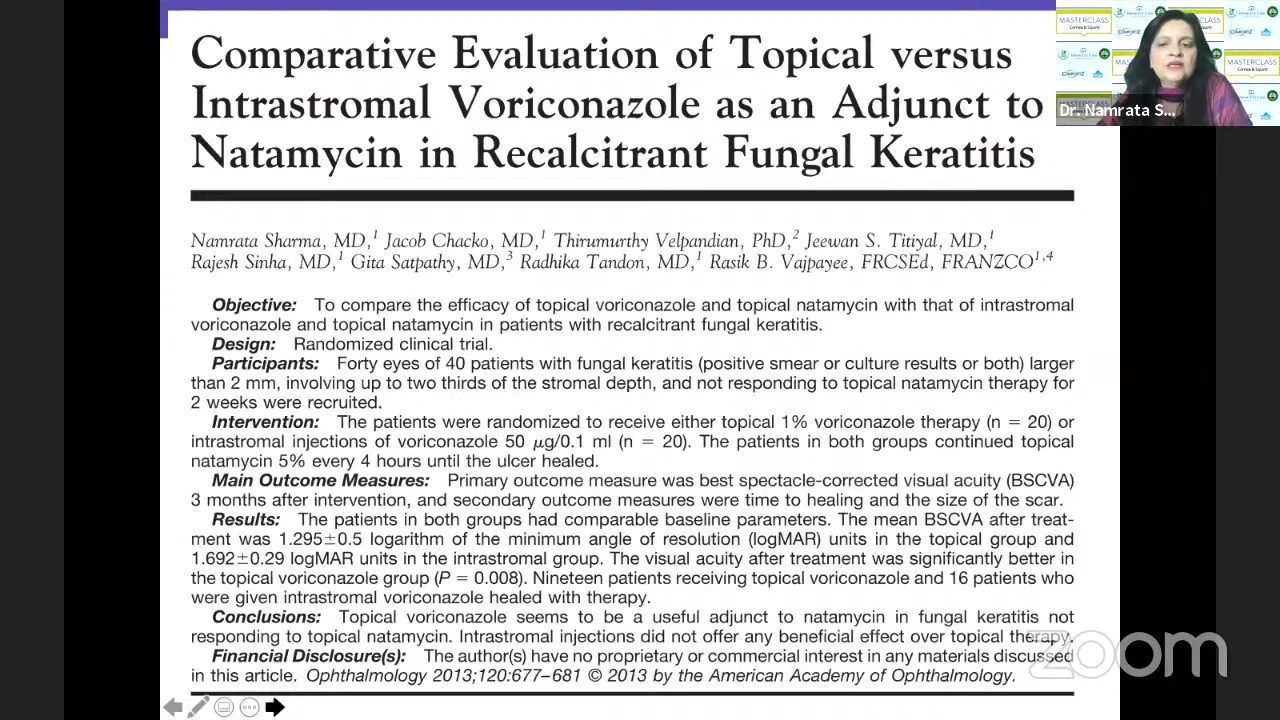 Comparative Evaluation of Topical versus
Intrastromal Voriconazole as an Adjunct to
Natamycin in Recalcitrant Fungal Keratitis
Namrata Sharma, MD,¹ Jacob Chacko, MD,¹ Thirumurthy Velpandian, PhD,² Jeewan S. Titiyal, MD,¹
Rajesh Sinha, MD,¹ Gita Satpathy, MD,³ Radhika Tandon, MD,¹ Rasik B. Vajpayee, FRCSEd, FRANZCO¹,⁴
Objective: To compare the efficacy of topical voriconazole and topical natamycin with that of intrastromal
voriconazole and topical natamycin in patients with recalcitrant fungal keratitis.
Design: Randomized clinical trial.
Participants: Forty eyes of 40 patients with fungal keratitis (positive smear or culture results or both) larger
than 2 mm, involving up to two thirds of the stromal depth, and not responding to topical natamycin therapy for
2 weeks were recruited.
Intervention: The patients were randomized to receive either topical 1% voriconazole therapy (n = 20) or
intrastromal injections of voriconazole 50 μg/0.1 ml (n = 20). The patients in both groups continued topical
natamycin 5% every 4 hours until the ulcer healed.
Main Outcome Measures: Primary outcome measure was best spectacle-corrected visual acuity (BSCVA)
3 months after intervention, and secondary outcome measures were time to healing and the size of the scar.
Results: The patients in both groups had comparable baseline parameters. The mean BSCVA after treat-
ment was 1.295±0.5 logarithm of the minimum angle of resolution (logMAR) units in the topical group and
1.692±0.29 logMAR units in the intrastromal group. The visual acuity after treatment was significantly better in
the topical voriconazole group (P = 0.008). Nineteen patients receiving topical voriconazole and 16 patients who
were given intrastromal voriconazole healed with therapy.
Conclusions: Topical voriconazole seems to be a useful adjunct to natamycin in fungal keratitis not
responding to topical natamycin. Intrastromal injections did not offer any beneficial effect over topical therapy.
Financial Disclosure(s): The author(s) have no proprietary or commercial interest in any materials discussed
in this article. Ophthalmology 2013;120:677–681 © 2013 by the American Academy of Ophthalmology.
MASTERCLASS
Cornea & Squint
MASTERCLASS
Cornea & Squint
Dr. Namrata S...
zoom